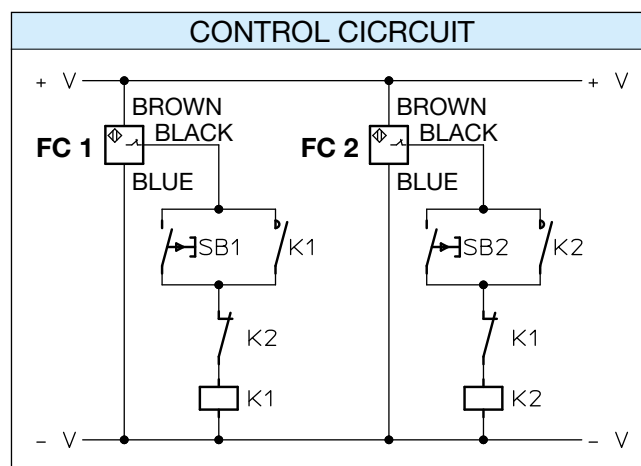 CONTROL CICRCUIT
+ V + V
BROWN BROWN
BLACK BLACK
FC 1 FC 2
BLUE BLUE
SB1 K1 SB2 K2
K2 K1
K1 K2
– V – V